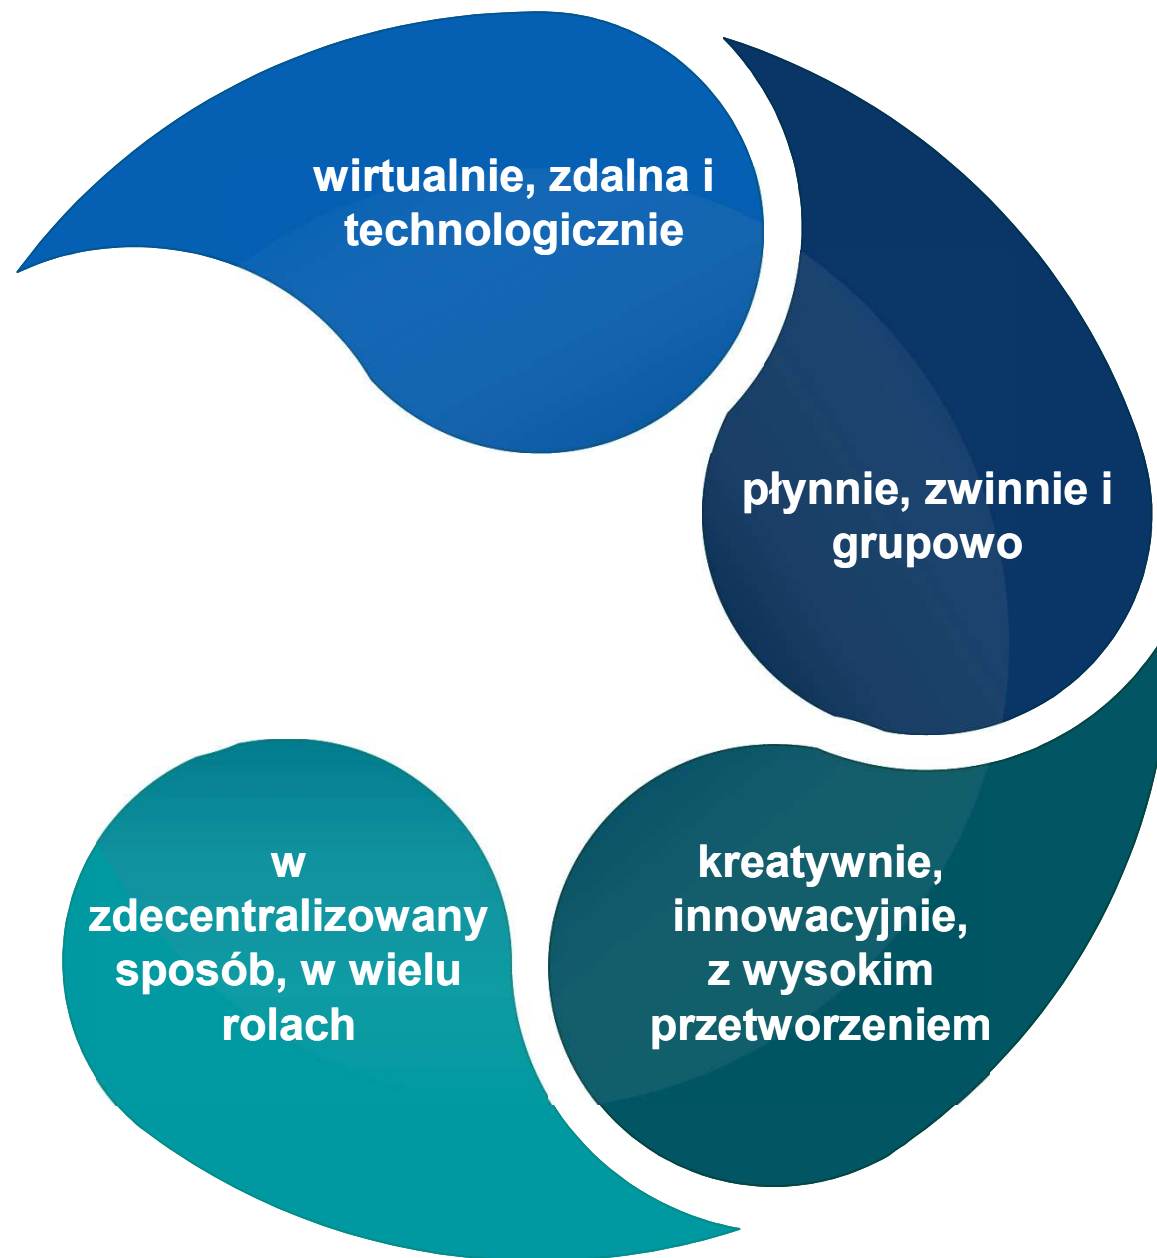 wirtualnie, zdalna i
technologicznie
płynnie, zwinnie i
grupowo
kreatywnie,
innowacyjnie,
z wysokim
przetworzeniem
w
zdecentralizowany
sposób, w wielu
rolach